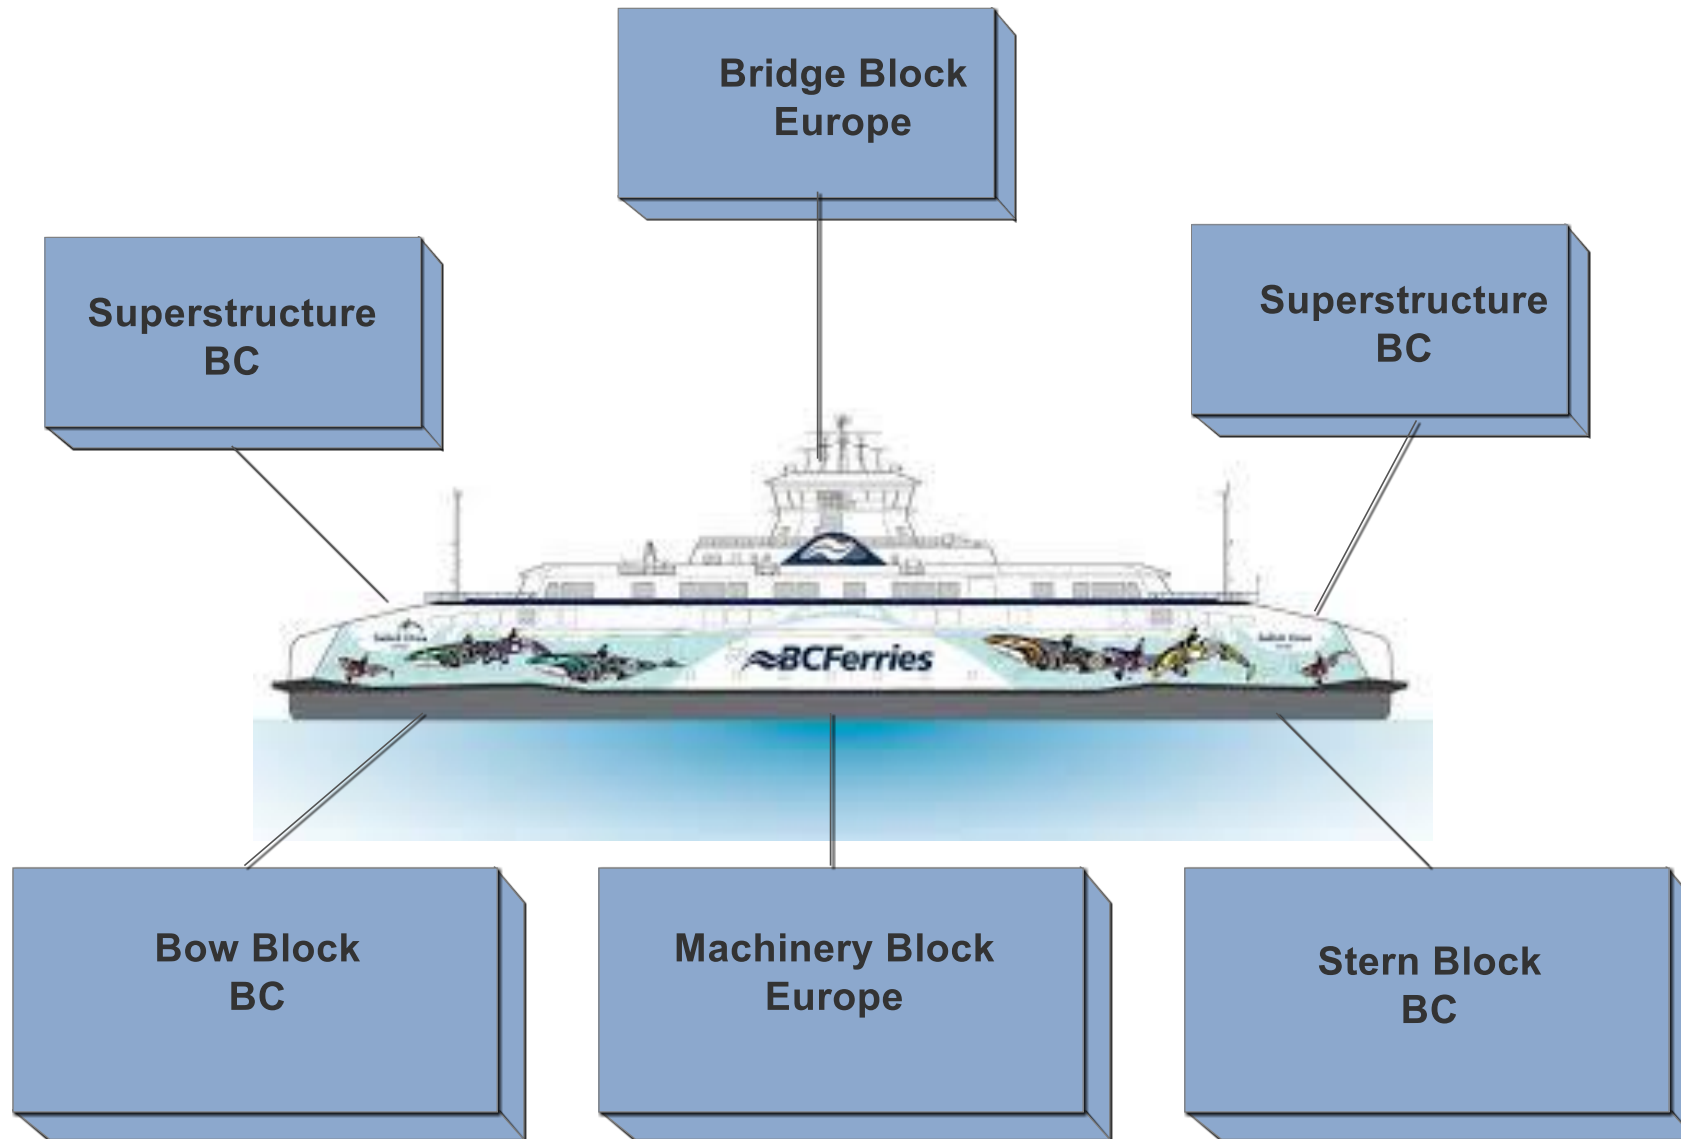 Bridge Block
Europe
Superstructure
BC
Superstructure
BC
BCFerries
Bow Block
BC
Machinery Block
Europe
Stern Block
BC